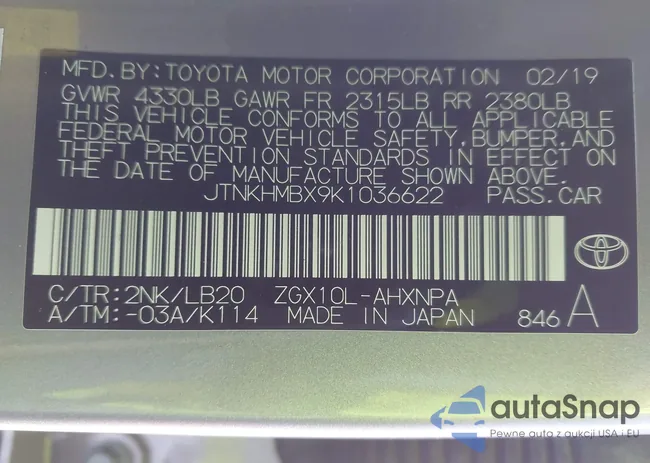 MFD. BY: TOYOTA MOTOR CORPORATION 02/19
GVWR 4330LB GAWR FR 2315LB RR 2380LB
THIS VEHICLE CONFORMS TO ALL APPLICABLE
FEDERAL MOTOR VEHICLE SAFETY, BUMPER, AND
THEFT PREVENTION STANDARDS IN EFFECT ON
THE DATE OF MANUFACTURE SHOWN ABOVE.
JTNKHMBX9K1036622 PASS.CAR
C/TR: 2NK/LB20 ZGX10L-AHXNPA
A/TM: -03A/K114 MADE IN JAPAN 846 A
autaSnap
Pewne auta z aukcji USA i EU